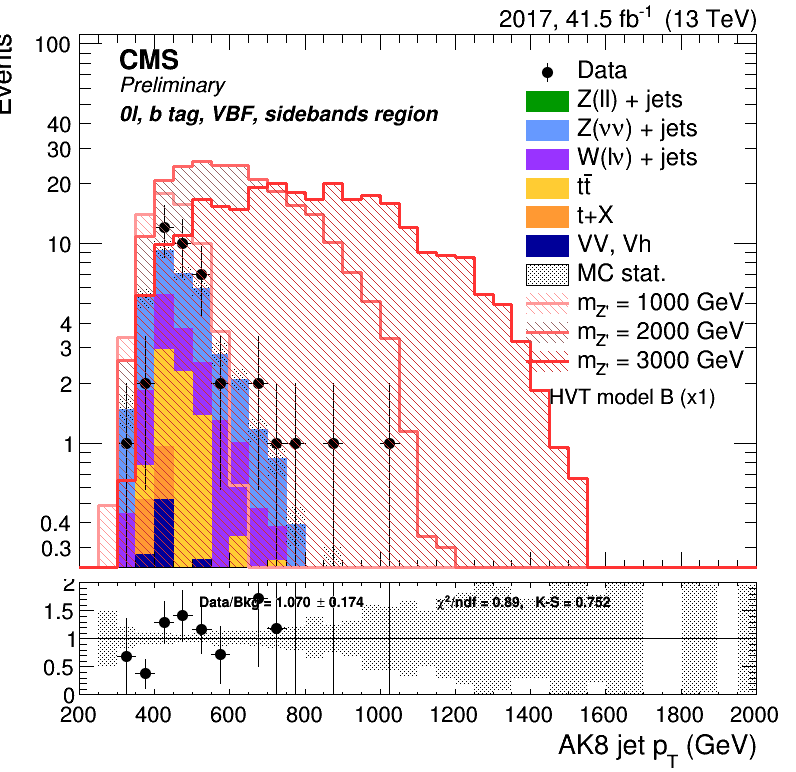 2017, 41.5 fb⁻¹ (13 TeV)
Events
CMS
Preliminary
0l, b tag, VBF, sidebands region
Data
Z(ll) + jets
Z(νν) + jets
W(lν) + jets
tt̄
t+X
VV, Vh
MC stat.
m_Z' = 1000 GeV
m_Z' = 2000 GeV
m_Z' = 3000 GeV
HVT model B (x1)
100
40
30
20
10
4
3
2
1
0.4
0.3
Data/Bkg = 1.070 ± 0.174
χ²/ndf = 0.89, K-S = 0.752
2
1.5
1
0.5
0
200 400 600 800 1000 1200 1400 1600 1800 2000
AK8 jet p_T (GeV)